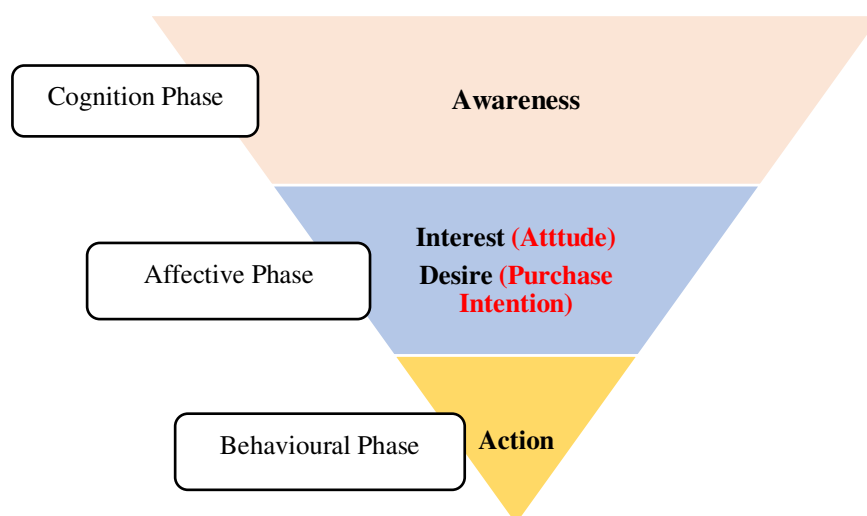 Cognition Phase
Awareness
Affective Phase
Interest (Atttude)
Desire (Purchase
Intention)
Behavioural Phase
Action